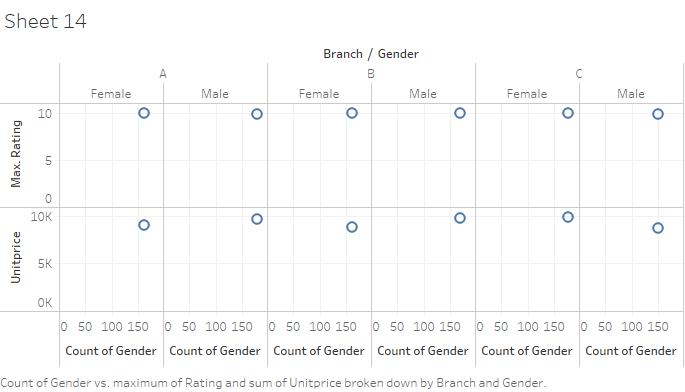 Sheet 14
Branch / Gender
A B C
Female Male Female Male Female Male
Max. Rating
10
5
0
Unitprice
10K
5K
0K
0 50 100 150 0 50 100 150 0 50 100 150 0 50 100 150 0 50 100 150 0 50 100 150
Count of Gender Count of Gender Count of Gender Count of Gender Count of Gender Count of Gender
Count of Gender vs. maximum of Rating and sum of Unitprice broken down by Branch and Gender.